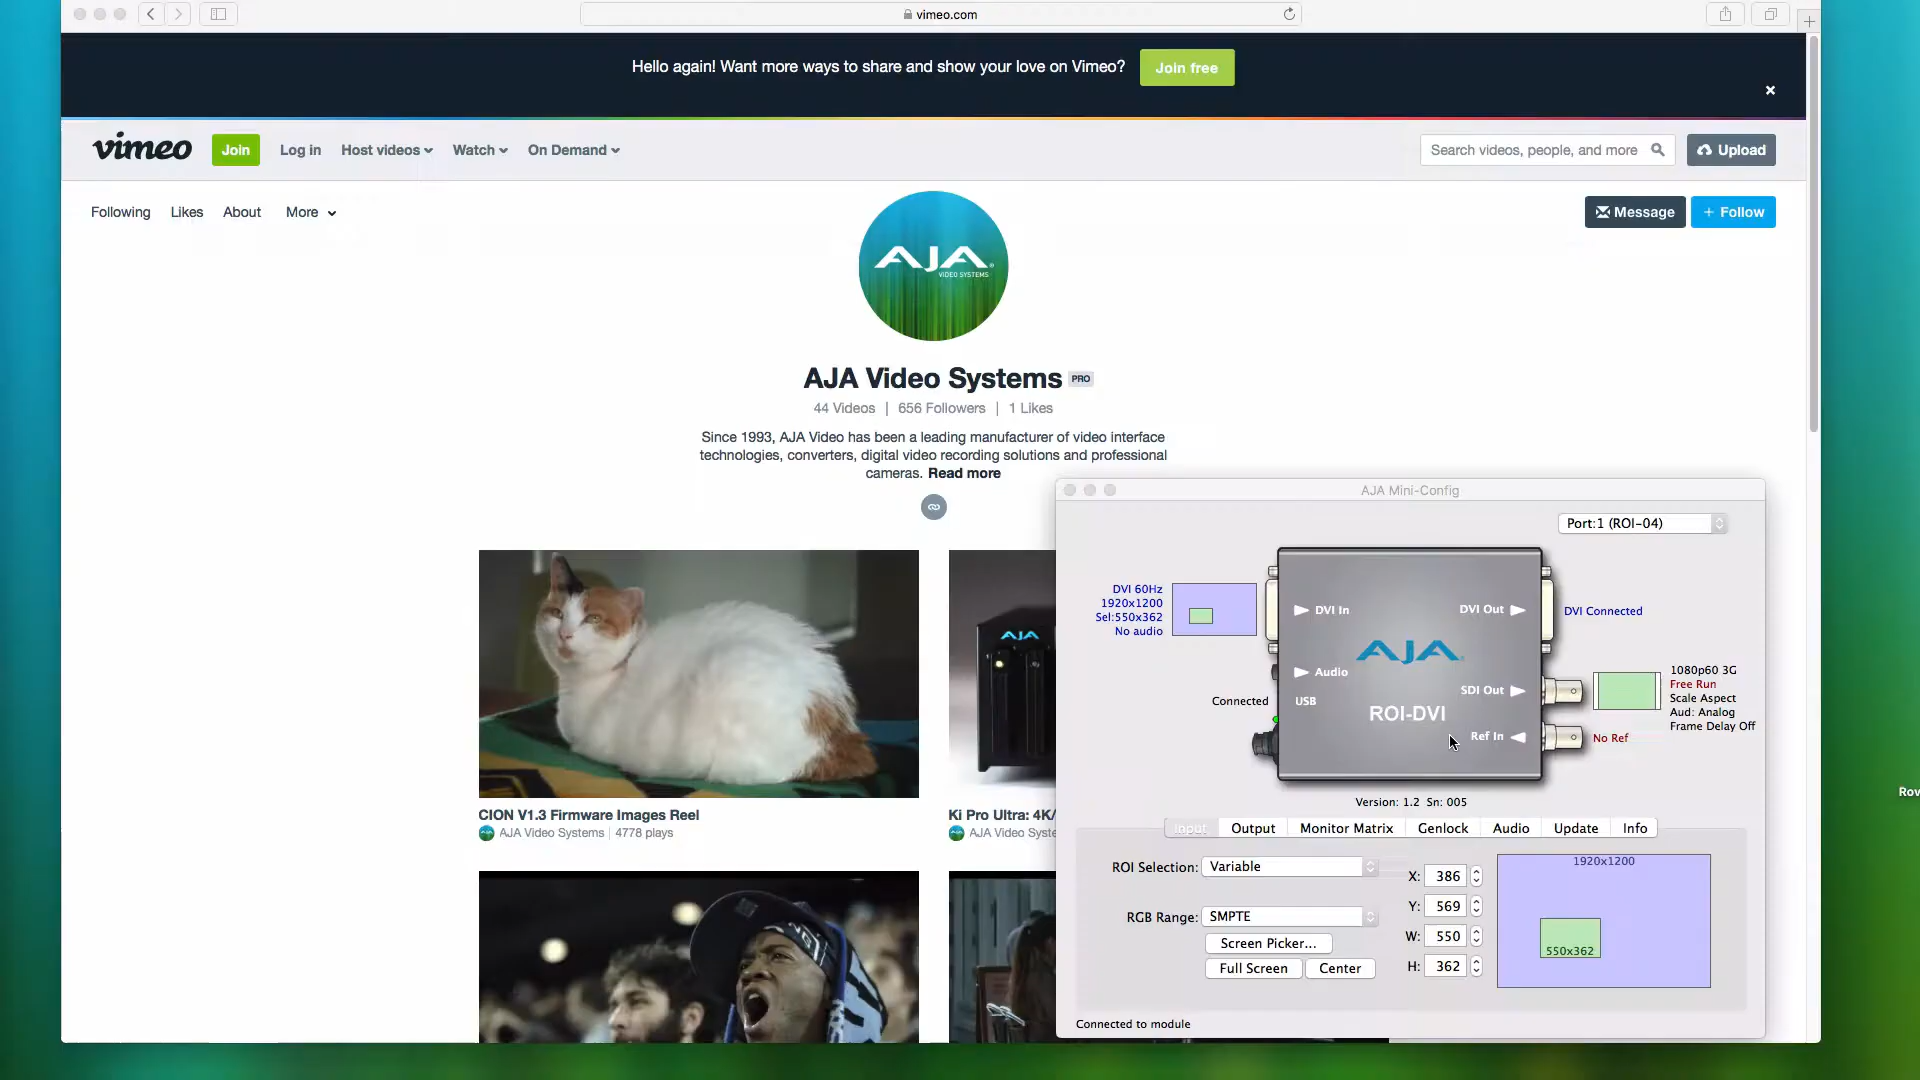 vimeo.com
Hello again! Want more ways to share and show your love on Vimeo?
Join free
vimeo
Join
Log in
Host videos
Watch
On Demand
Search videos, people, and more
Upload
Following
Likes
About
More
Message
+ Follow
AJA
VIDEO SYSTEMS
AJA Video Systems PRO
44 Videos | 656 Followers | 1 Likes
Since 1993, AJA Video has been a leading manufacturer of video interface
technologies, converters, digital video recording solutions and professional
cameras. Read more
AJA
CION V1.3 Firmware Images Reel
AJA Video Systems | 4778 plays
Ki Pro Ultra: 4K/
AJA Video Syste
AJA Mini-Config
Port:1 (ROI-04)
DVI 60Hz
1920x1200
Sel:550x362
No audio
DVI In
DVI Out
DVI Connected
AJA
Audio
Connected
USB
SDI Out
ROI-DVI
Ref In
1080p60 3G
Free Run
Scale Aspect
Aud: Analog
Frame Delay Off
No Ref
Version: 1.2 Sn: 005
Input
Output
Monitor Matrix
Genlock
Audio
Update
Info
ROI Selection: Variable
RGB Range: SMPTE
Screen Picker...
Full Screen
Center
X: 386
Y: 569
W: 550
H: 362
1920x1200
550x362
Connected to module
Rov